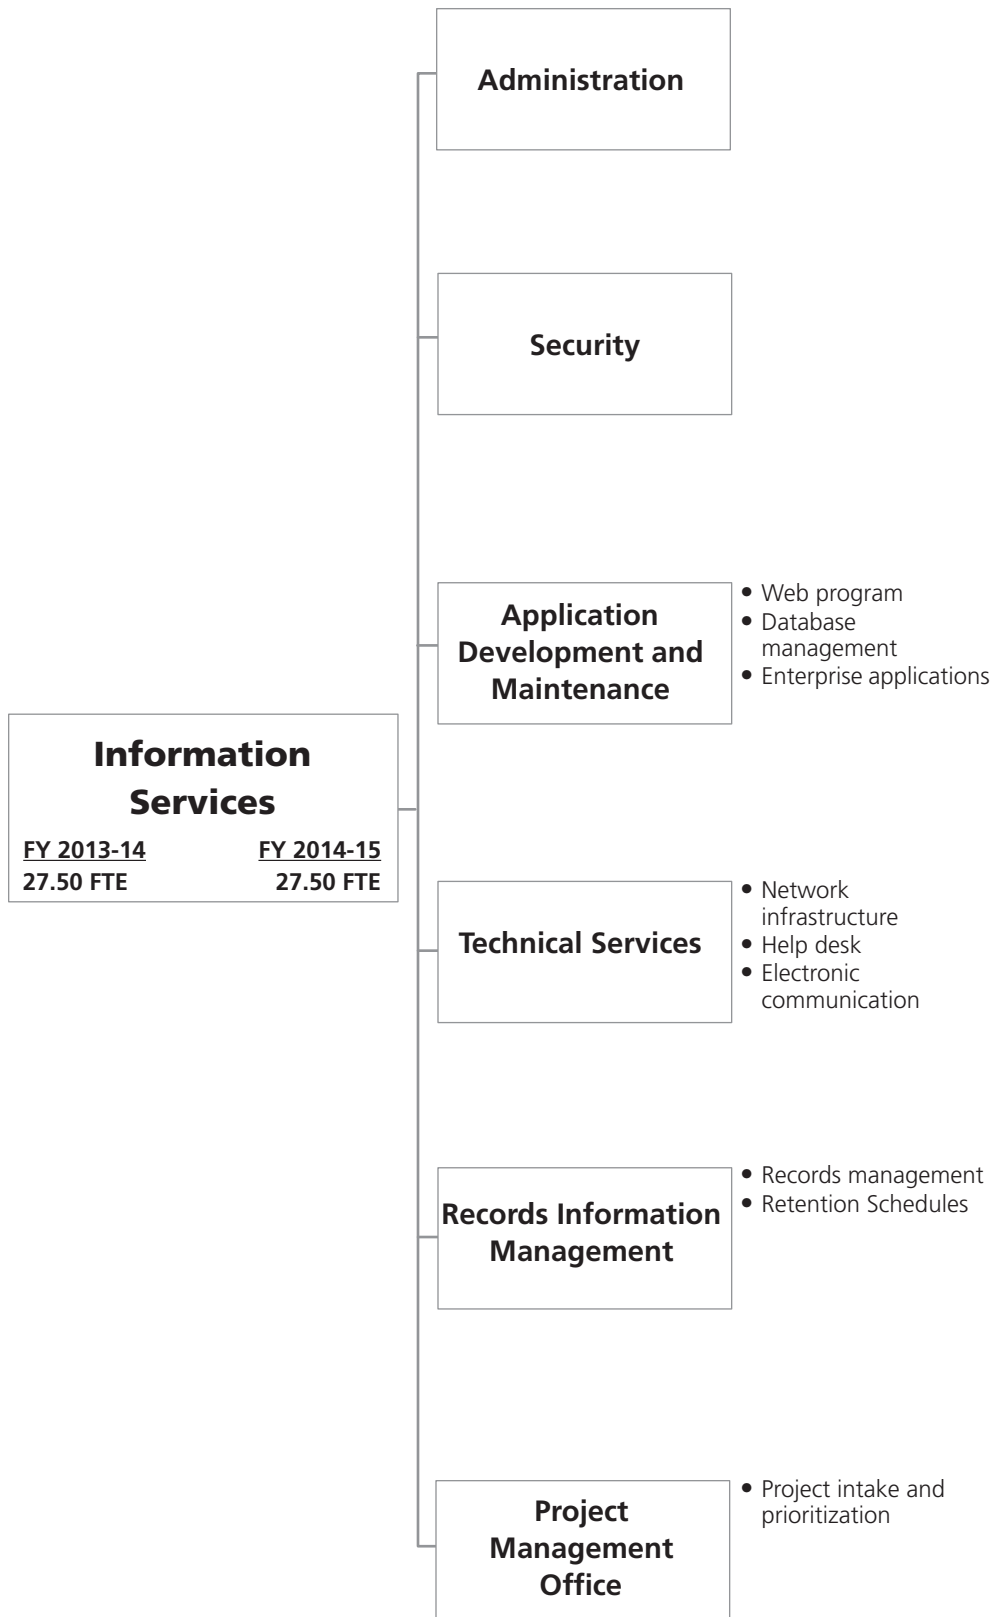 Administration
Security
Application
Development and
Maintenance
• Web program
• Database
management
• Enterprise applications
Information
Services
FY 2013-14 FY 2014-15
27.50 FTE 27.50 FTE
Technical Services
• Network
infrastructure
• Help desk
• Electronic
communication
Records Information
Management
• Records management
• Retention Schedules
Project
Management
Office
• Project intake and
prioritization